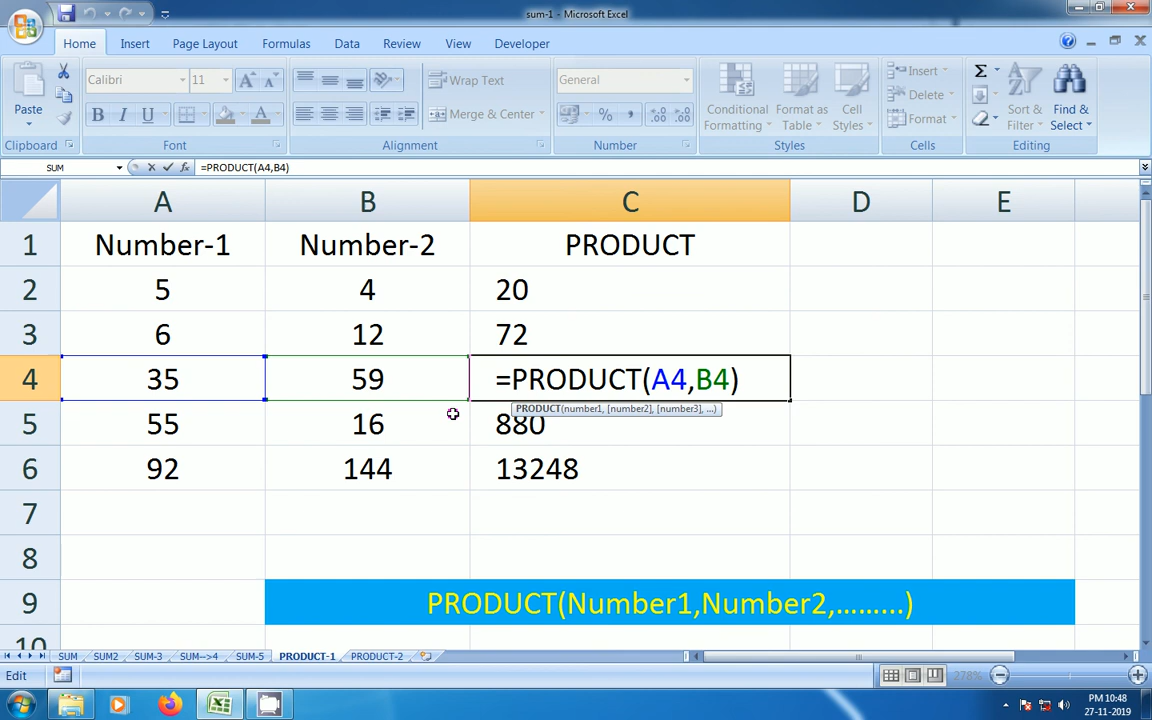 sum-1 - Microsoft Excel
Home Insert Page Layout Formulas Data Review View Developer
Calibri 11 Wrap Text General Insert Σ
Paste B I U Merge & Center % , Conditional Formatting Format as Table Cell Styles Delete Format Sort & Filter Find & Select
Clipboard Font Alignment Number Styles Cells Editing
SUM fx =PRODUCT(A4,B4)
A B C D E
1 Number-1 Number-2 PRODUCT
2 5 4 20
3 6 12 72
4 35 59 =PRODUCT(A4,B4)
PRODUCT(number1, [number2], [number3], ...)
5 55 16 880
6 92 144 13248
7
8
9 PRODUCT(Number1,Number2,.........)
10
SUM SUM2 SUM-3 SUM-->4 SUM-5 PRODUCT-1 PRODUCT-2
Edit 278%
PM 10:48
27-11-2019